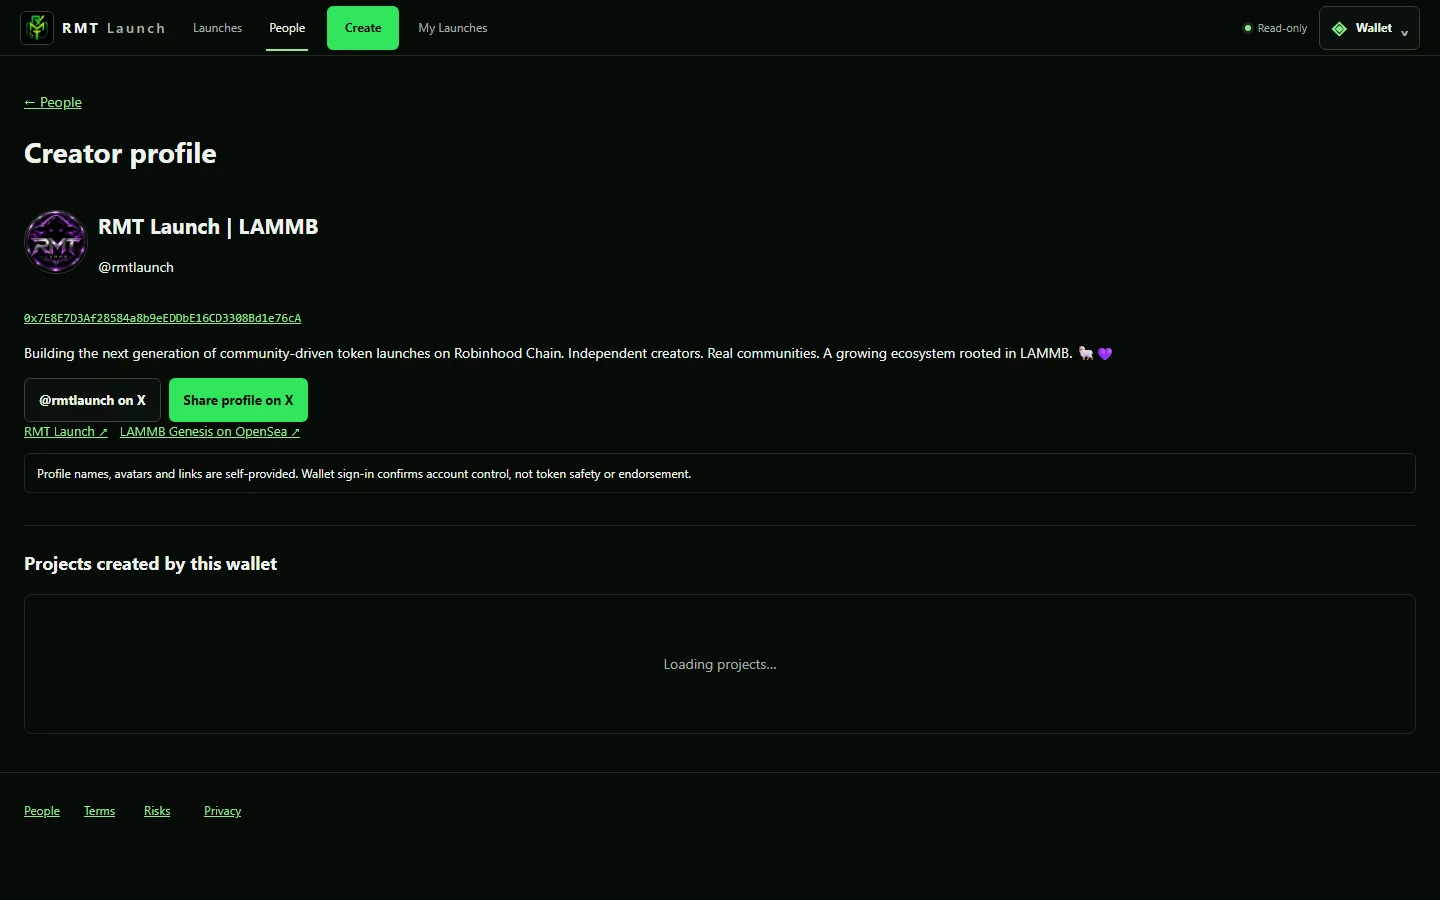 RMT Launch
Launches
People
Create
My Launches
Read-only
Wallet
← People
Creator profile
RMT Launch | LAMMB
@rmtlaunch
0x7E8E7D3Af28584a8b9eEDDbE16CD3308Bd1e76cA
Building the next generation of community-driven token launches on Robinhood Chain. Independent creators. Real communities. A growing ecosystem rooted in LAMMB. 🐑 💜
@rmtlaunch on X
Share profile on X
RMT Launch ↗
LAMMB Genesis on OpenSea ↗
Profile names, avatars and links are self-provided. Wallet sign-in confirms account control, not token safety or endorsement.
Projects created by this wallet
Loading projects...
People
Terms
Risks
Privacy